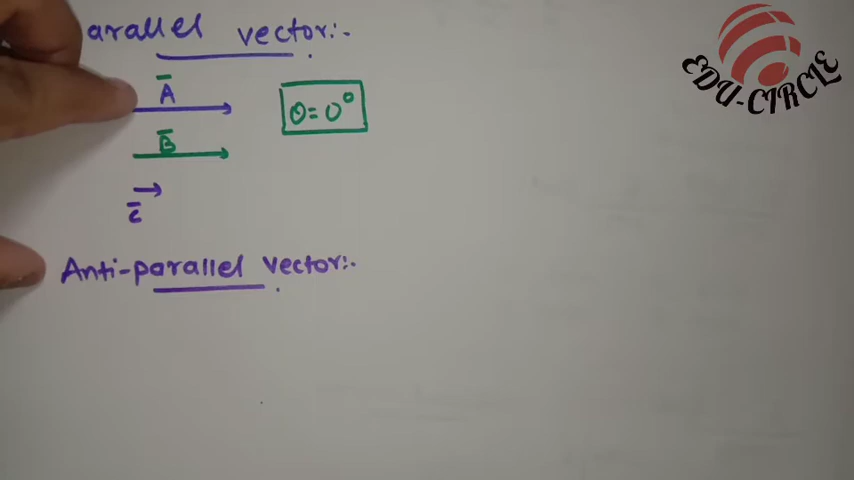 arallel vector:-
A
θ = 0°
B
C
Anti-parallel vector:-
EDU-CIRCLE